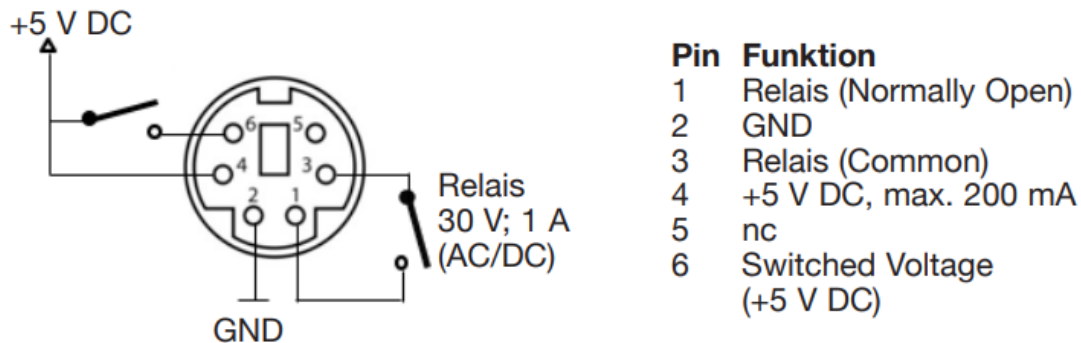 +5 V DC
6 5
4 3
2 1
Relais
30 V; 1 A
(AC/DC)
GND
Pin Funktion
1 Relais (Normally Open)
2 GND
3 Relais (Common)
4 +5 V DC, max. 200 mA
5 nc
6 Switched Voltage
(+5 V DC)